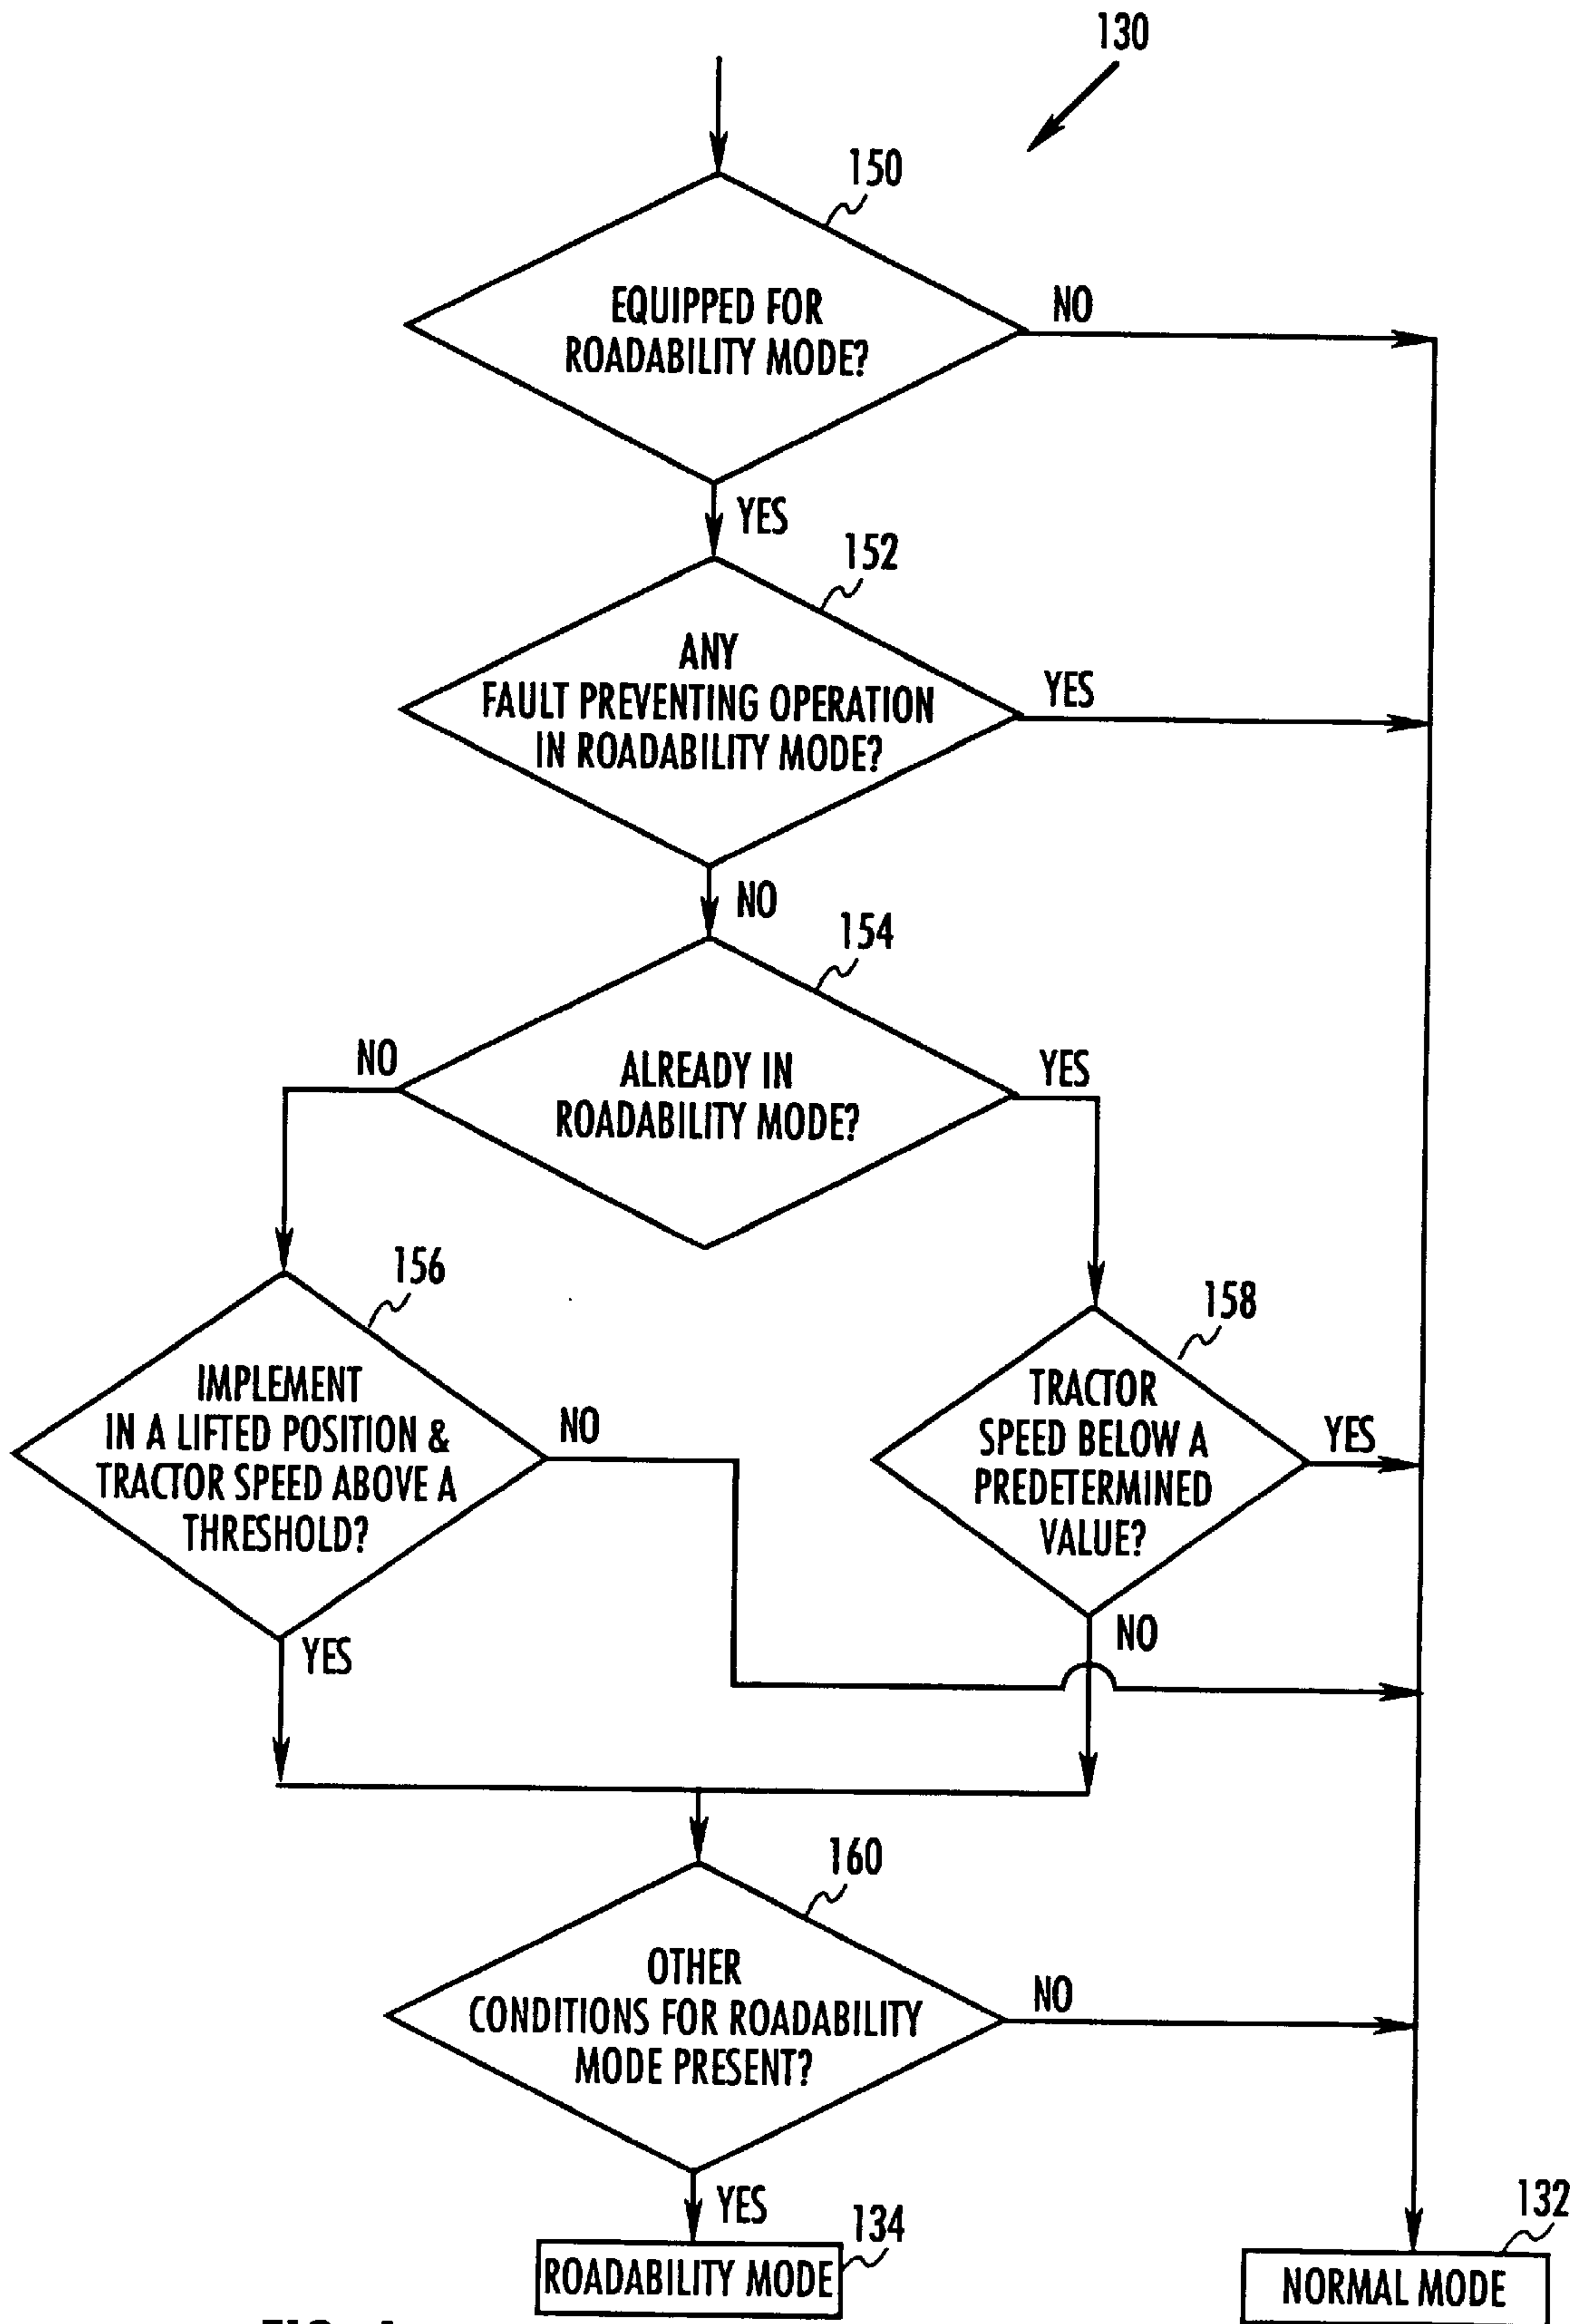 130
150
EQUIPPED FOR
ROADABILITY MODE?
NO
YES
152
ANY
FAULT PREVENTING OPERATION
IN ROADABILITY MODE?
YES
NO
154
ALREADY IN
ROADABILITY MODE?
NO
YES
156
IMPLEMENT
IN A LIFTED POSITION &
TRACTOR SPEED ABOVE A
THRESHOLD?
NO
YES
158
TRACTOR
SPEED BELOW A
PREDETERMINED
VALUE?
YES
NO
160
OTHER
CONDITIONS FOR ROADABILITY
MODE PRESENT?
NO
YES
134
ROADABILITY MODE
132
NORMAL MODE